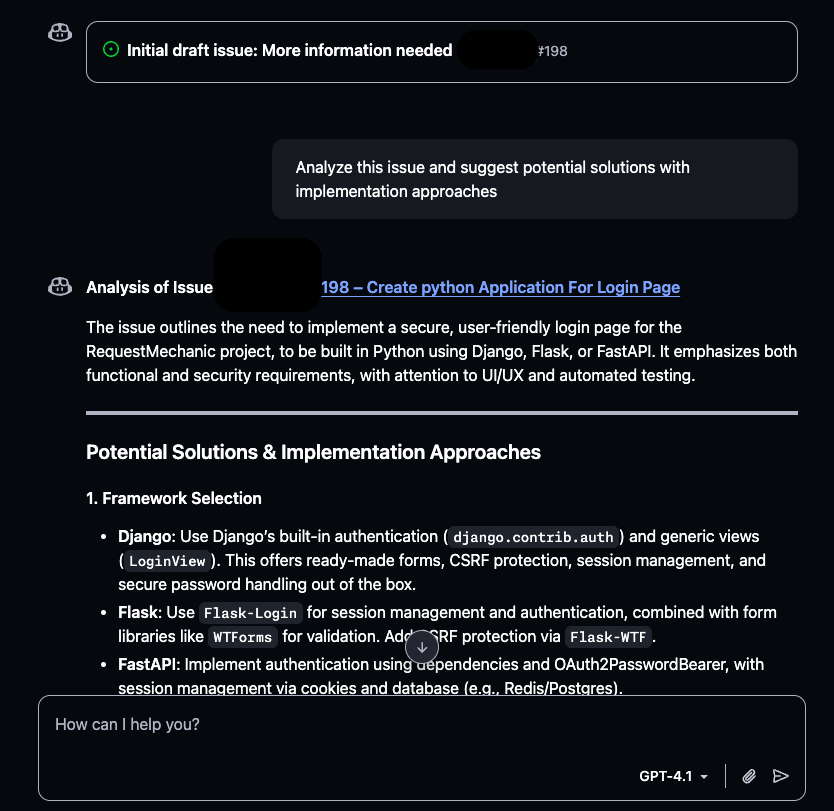 Initial draft issue: More information needed #198
Analyze this issue and suggest potential solutions with
implementation approaches
Analysis of Issue 198 – Create python Application For Login Page
The issue outlines the need to implement a secure, user-friendly login page for the
RequestMechanic project, to be built in Python using Django, Flask, or FastAPI. It emphasizes both
functional and security requirements, with attention to UI/UX and automated testing.
Potential Solutions & Implementation Approaches
1. Framework Selection
• Django: Use Django’s built-in authentication (django.contrib.auth) and generic views
(LoginView). This offers ready-made forms, CSRF protection, session management, and
secure password handling out of the box.
• Flask: Use Flask-Login for session management and authentication, combined with form
libraries like WTForms for validation. Add CSRF protection via Flask-WTF.
• FastAPI: Implement authentication using dependencies and OAuth2PasswordBearer, with
session management via cookies and database (e.g., Redis/Postgres).
How can I help you?
GPT-4.1